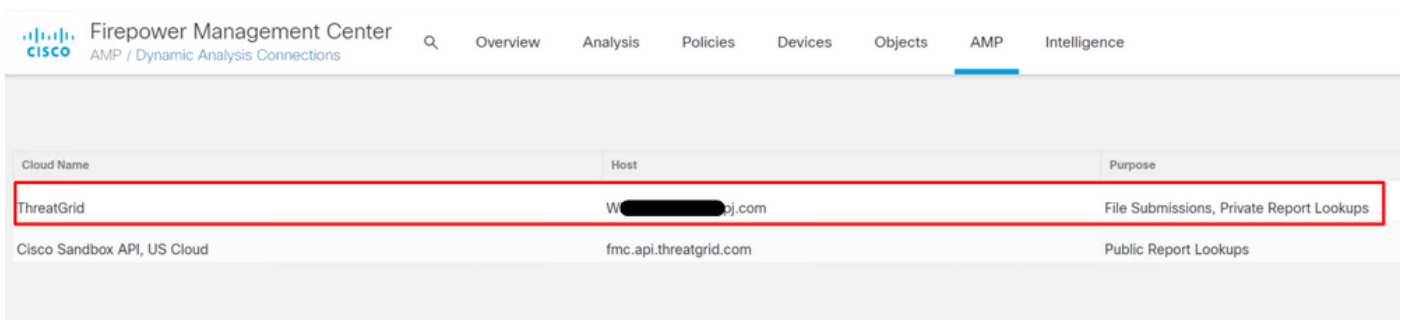 CISCO
Firepower Management Center
AMP / Dynamic Analysis Connections
Overview Analysis Policies Devices Objects AMP Intelligence
Cloud Name Host Purpose
ThreatGrid W pj.com File Submissions, Private Report Lookups
Cisco Sandbox API, US Cloud fmc.api.threatgrid.com Public Report Lookups